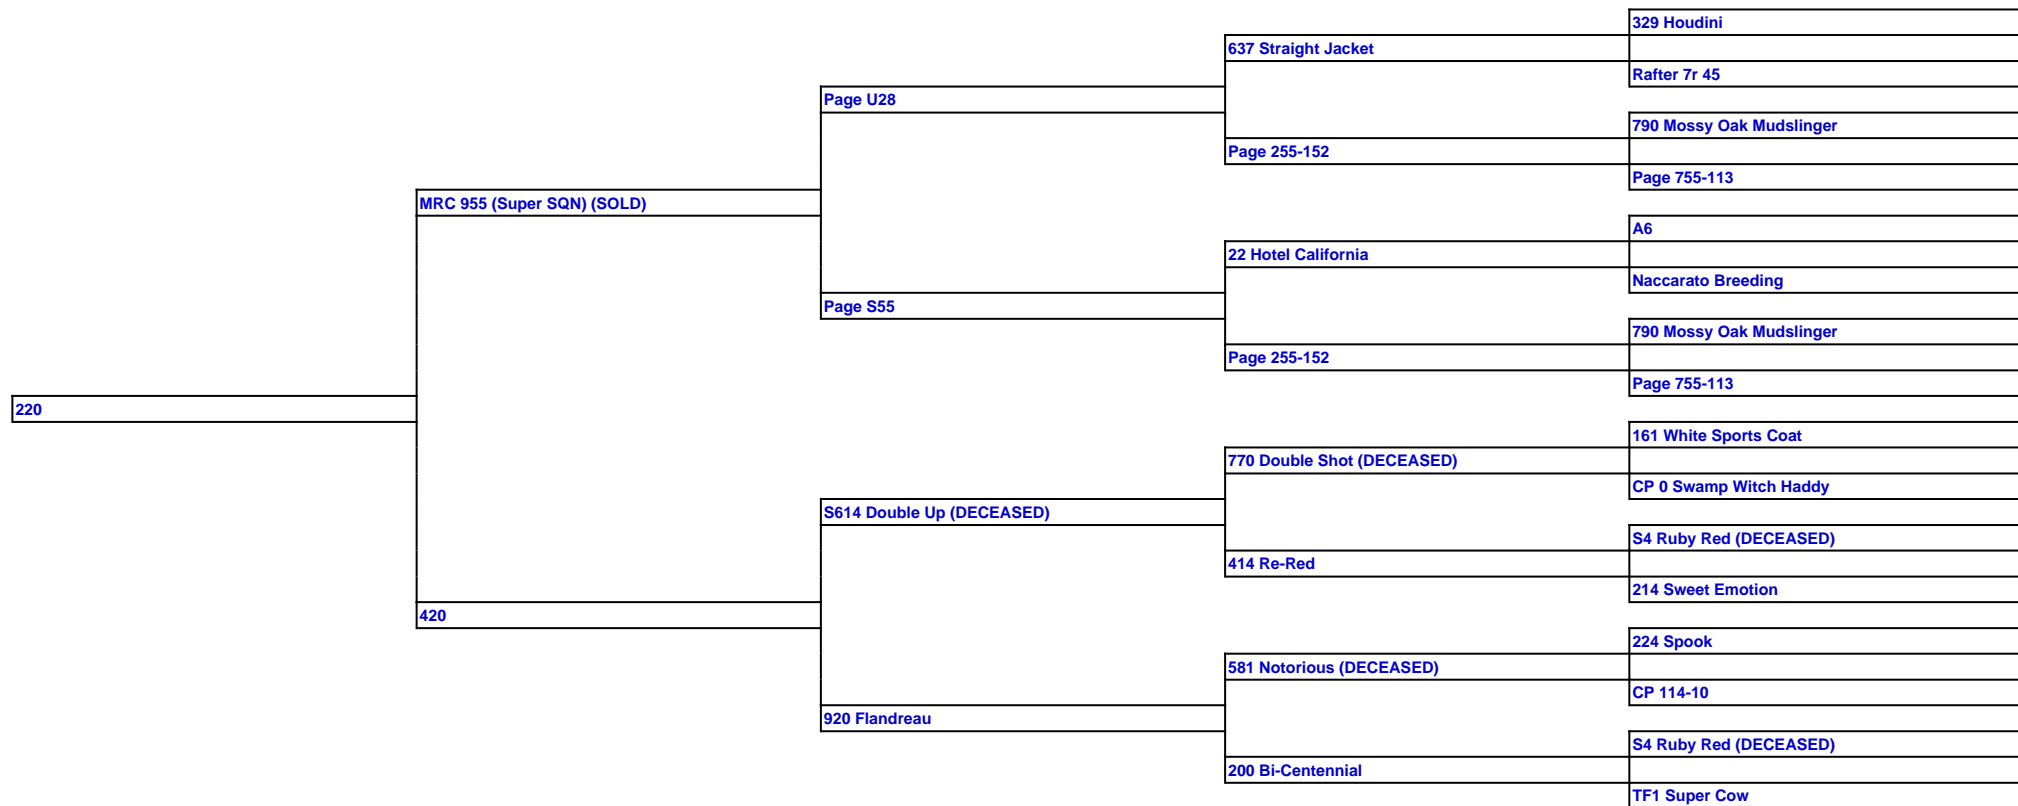 329 Houdini
637 Straight Jacket
Rafter 7r 45
Page U28
790 Mossy Oak Mudslinger
Page 255-152
Page 755-113
MRC 955 (Super SQN) (SOLD)
A6
22 Hotel California
Naccarato Breeding
Page S55
790 Mossy Oak Mudslinger
Page 255-152
Page 755-113
220
161 White Sports Coat
770 Double Shot (DECEASED)
CP 0 Swamp Witch Haddy
S614 Double Up (DECEASED)
S4 Ruby Red (DECEASED)
414 Re-Red
214 Sweet Emotion
420
224 Spook
581 Notorious (DECEASED)
CP 114-10
920 Flandreau
S4 Ruby Red (DECEASED)
200 Bi-Centennial
TF1 Super Cow